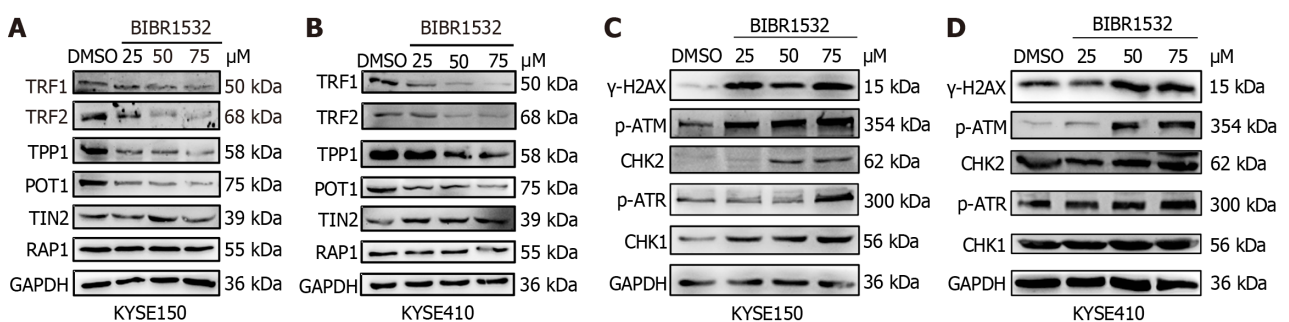 A
BIBR1532
DMSO 25 50 75 µM
TRF1 50 kDa
TRF2 68 kDa
TPP1 58 kDa
POT1 75 kDa
TIN2 39 kDa
RAP1 55 kDa
GAPDH 36 kDa
KYSE150
B
BIBR1532
DMSO 25 50 75 µM
TRF1 50 kDa
TRF2 68 kDa
TPP1 58 kDa
POT1 75 kDa
TIN2 39 kDa
RAP1 55 kDa
GAPDH 36 kDa
KYSE410
C
BIBR1532
DMSO 25 50 75 µM
γ-H2AX 15 kDa
p-ATM 354 kDa
CHK2 62 kDa
p-ATR 300 kDa
CHK1 56 kDa
GAPDH 36 kDa
KYSE150
D
BIBR1532
DMSO 25 50 75 µM
γ-H2AX 15 kDa
p-ATM 354 kDa
CHK2 62 kDa
p-ATR 300 kDa
CHK1 56 kDa
GAPDH 36 kDa
KYSE410